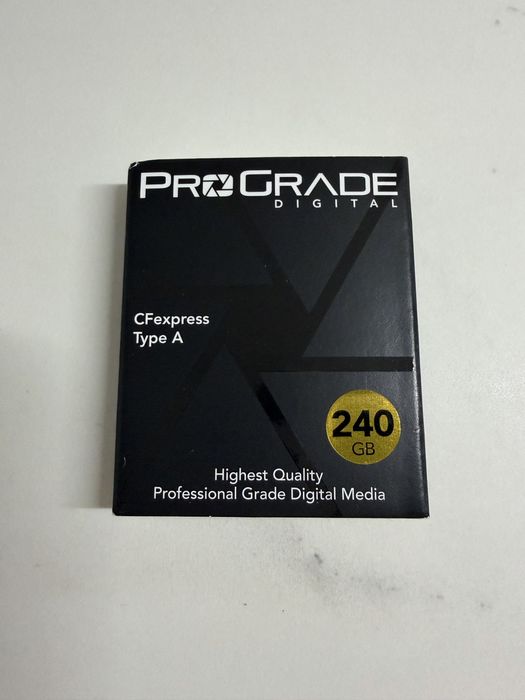 PROGRADE
DIGITAL
CFexpress
Type A
240
GB
Highest Quality
Professional Grade Digital Media